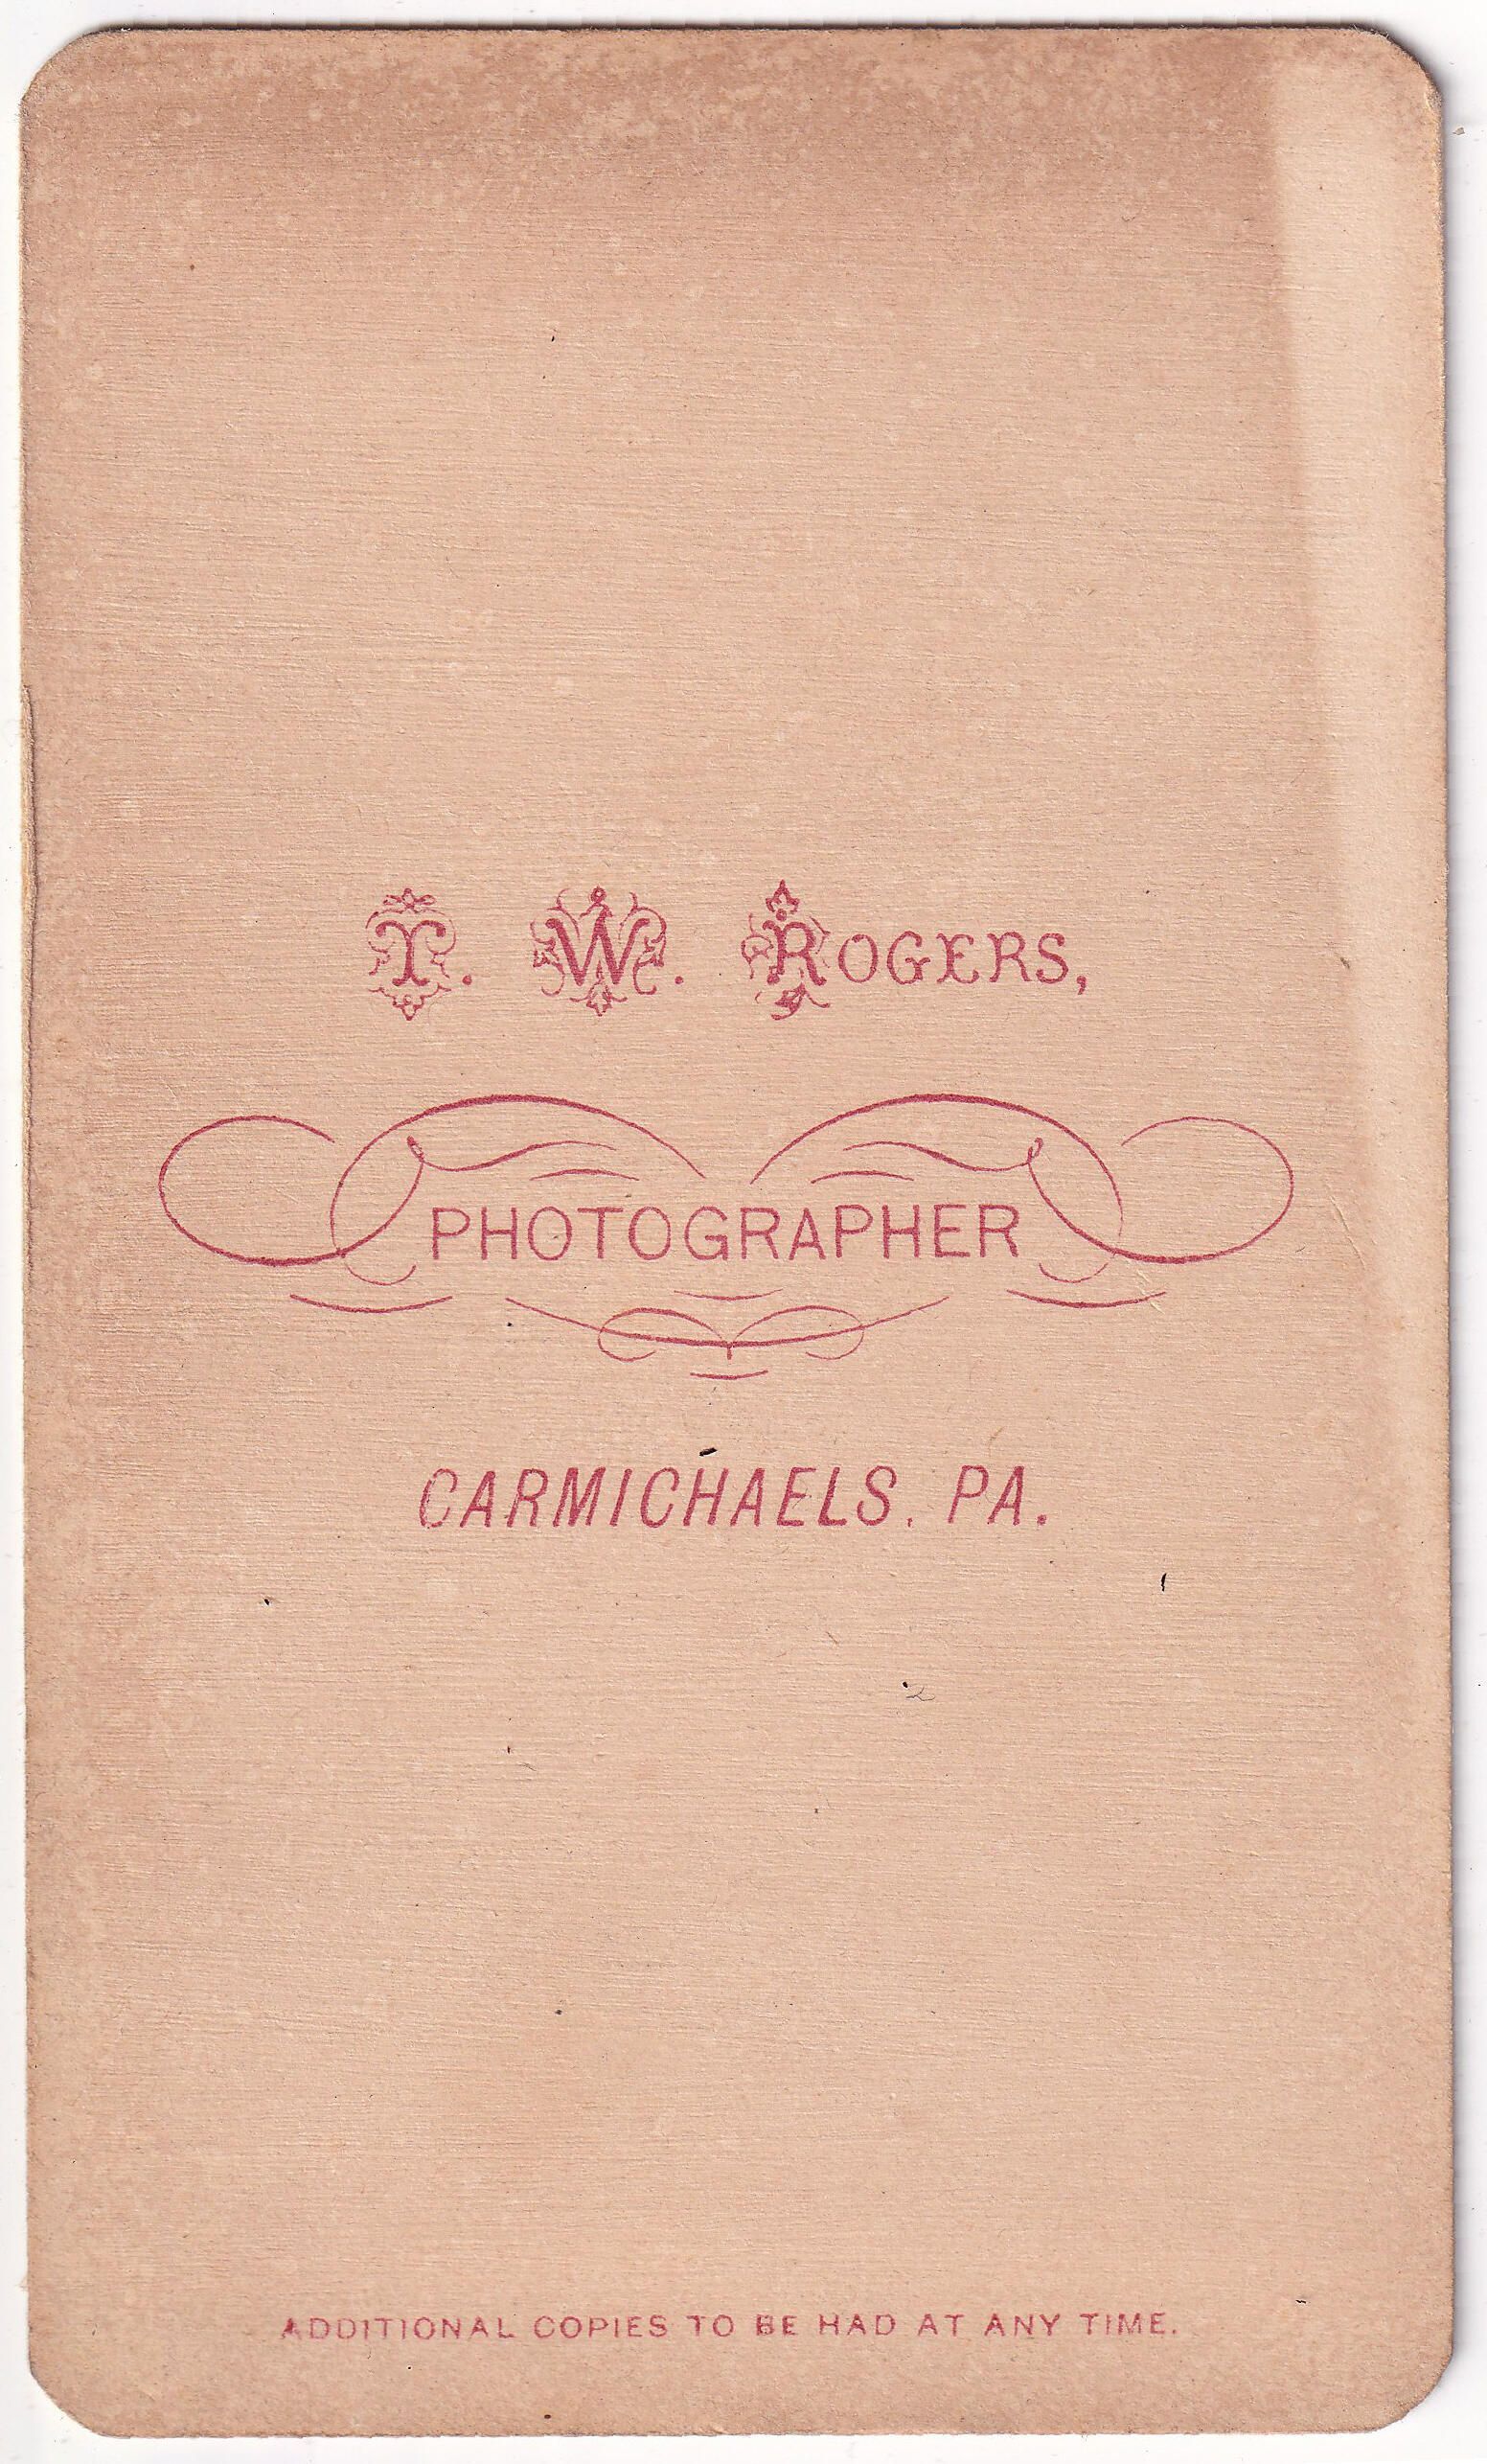 T. W. ROGERS,
PHOTOGRAPHER
CARMICHAELS, PA.
ADDITIONAL COPIES TO BE HAD AT ANY TIME.